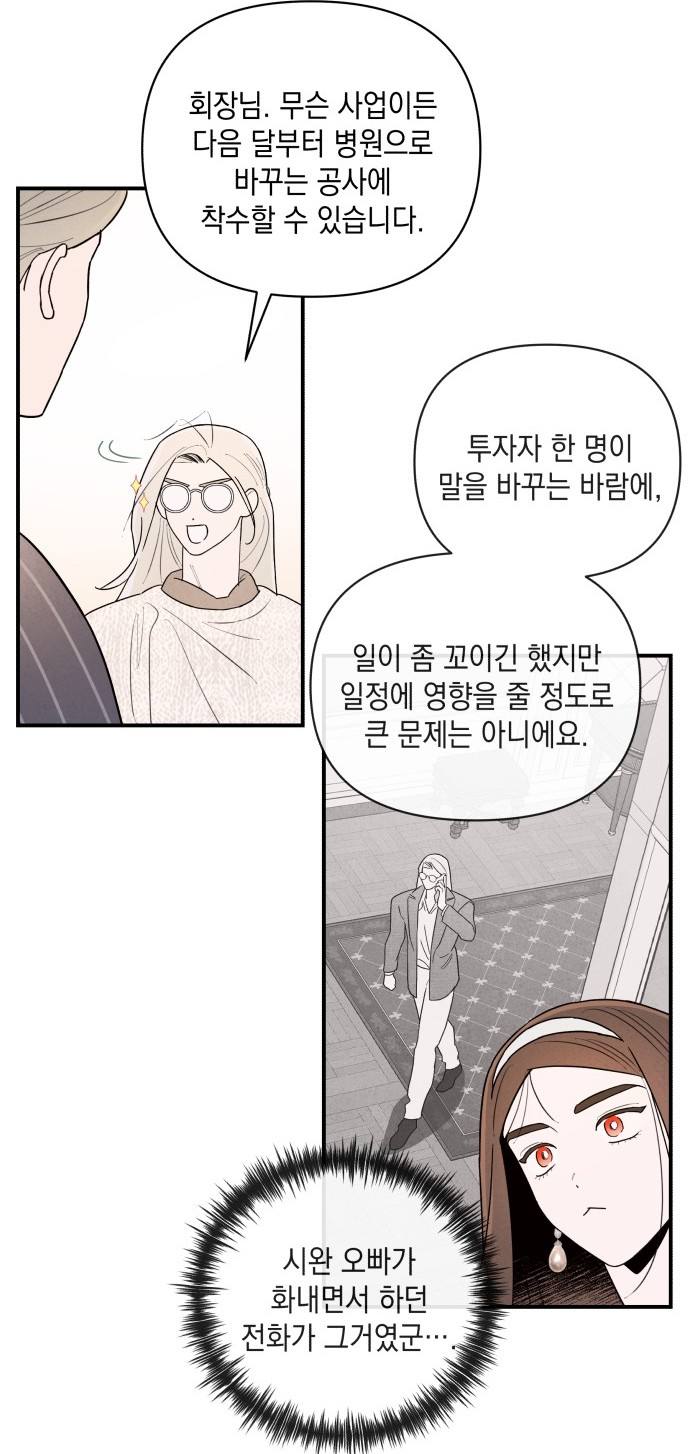 회장님. 무슨 사업이든
다음 달부터 병원으로
바꾸는 공사에
착수할 수 있습니다.
투자자 한 명이
말을 바꾸는 바람에,
일이 좀 꼬이긴 했지만
일정에 영향을 줄 정도로
큰 문제는 아니에요.
시완 오빠가
화내면서 하던
전화가 그거였군….